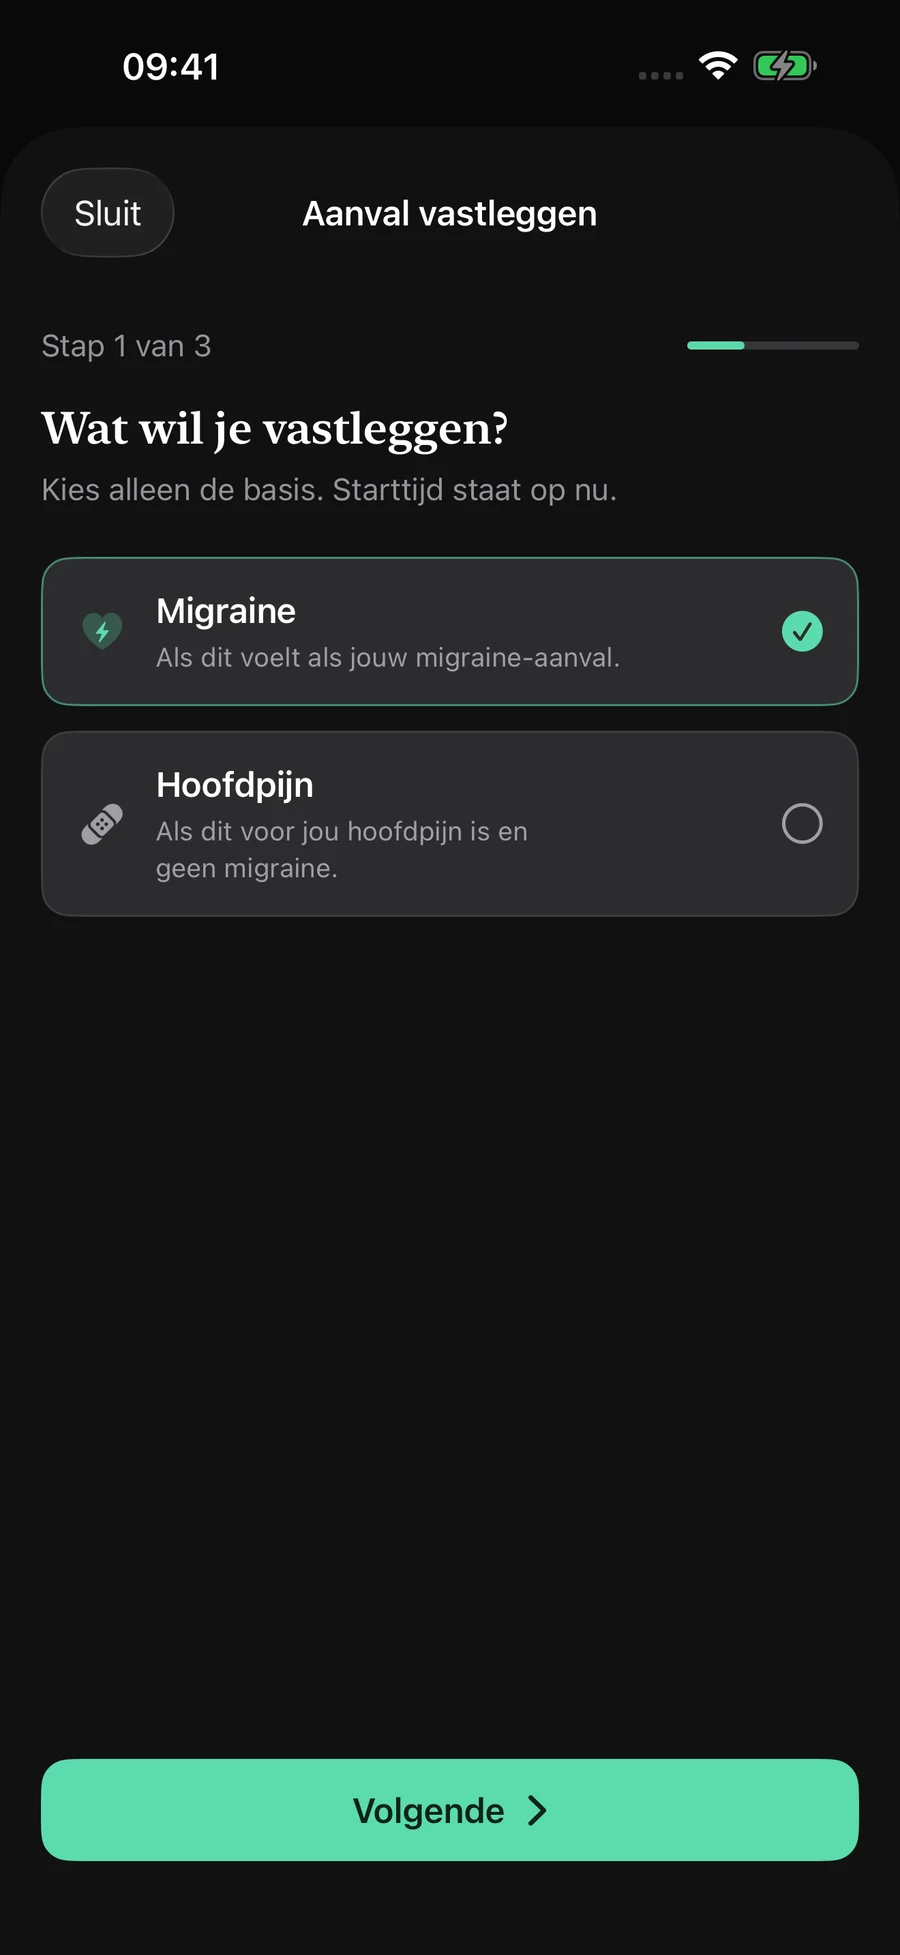 09:41
Sluit
Aanval vastleggen
Stap 1 van 3
Wat wil je vastleggen?
Kies alleen de basis. Starttijd staat op nu.
Migraine
Als dit voelt als jouw migraine-aanval.
Hoofdpijn
Als dit voor jou hoofdpijn is en
geen migraine.
Volgende